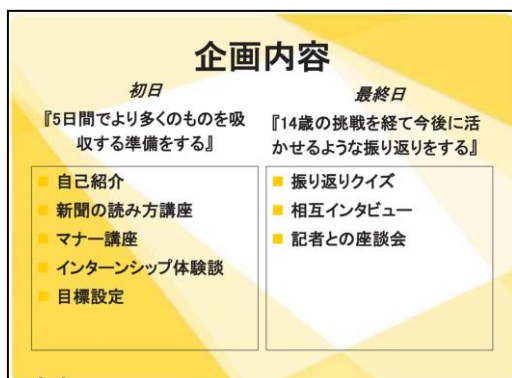 企画内容
初日
『5日間でより多くのものを吸
収する準備をする』
自己紹介
新聞の読み方講座
マナー講座
インターンシップ体験談
目標設定
最終日
『14歳の挑戦を経て今後に活
かせるような振り返りをする』
振り返りクイズ
相互インタビュー
記者との座談会